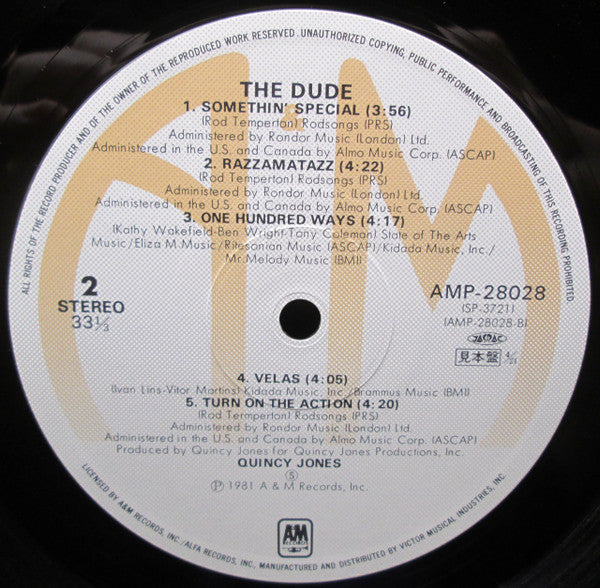 ALL RIGHTS OF THE RECORD PRODUCER AND OF THE OWNER OF THE REPRODUCED WORK RESERVED. UNAUTHORIZED COPYING, PUBLIC PERFORMANCE AND BROADCASTING OF THIS RECORDING PROHIBITED
THE DUDE
1. SOMETHIN' SPECIAL (3:56)
(Rod Temperton) Rodsongs (PRS)
Administered by Rondor Music (London) Ltd.
Administered in the U.S. and Canada by Almo Music Corp. (ASCAP)
2. RAZZAMATAZZ (4:22)
(Rod Temperton) Rodsongs (PRS)
Administered by Rondor Music (London) Ltd.
Administered in the U.S. and Canada by Almo Music Corp. (ASCAP)
3. ONE HUNDRED WAYS (4:17)
(Kathy Wakefield-Ben Wright-Tony Coleman) State of The Arts
Music/Eliza M.Music/Ritesonian Music (ASCAP)/Kidada Music, Inc./
Mr.Melody Music (BMI)
2
STEREO
33⅓
AMP-28028
(SP-3721)
(AMP-28028-B)
JASRAC
見本盤 4/21
4. VELAS (4:05)
(Ivan Lins-Vitor Martins) Kidada Music, Inc./Brammus Music (BMI)
5. TURN ON THE ACTION (4:20)
(Rod Termperton) Rodsongs (PRS)
Administered by Rondor Music (London) Ltd.
Administered in the U.S. and Canada by Almo Music Corp. (ASCAP)
Produced by Quincy Jones for Quincy Jones Productions, Inc.
QUINCY JONES
Ⓢ
Ⓟ 1981 A & M Records, Inc.
A&M
RECORDS
LICENSED BY A&M RECORDS, INC./ALFA RECORDS, INC. MANUFACTURED AND DISTRIBUTED BY VICTOR MUSICAL INDUSTRIES, INC.